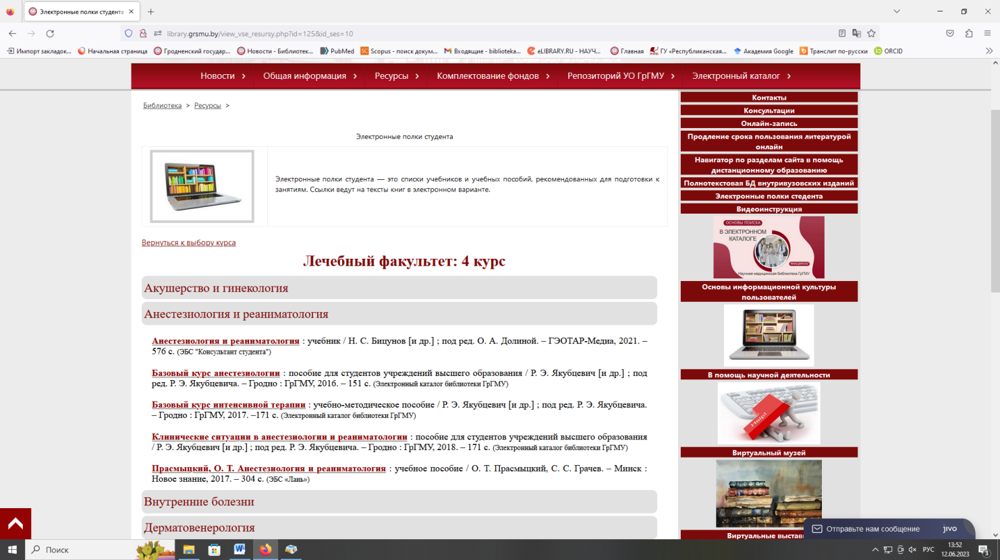 Электронные полки студента
library.grsmu.by/view_vse_resursy.php?id=125&id_ses=10
Импорт закладок...
Начальная страница
Гродненский государ...
Новости - Библиотек...
PubMed
Scopus - поиск докум...
Входящие - biblioteka...
eLIBRARY.RU - НАУЧ...
Главная
ГУ «Республиканская...
Академия Google
Транслит по-русски
ORCID
Новости
Общая информация
Ресурсы
Комплектование фондов
Репозиторий УО ГрГМУ
Электронный каталог
Библиотека > Ресурсы >
Электронные полки студента
Электронные полки студента — это списки учебников и учебных пособий, рекомендованных для подготовки к
занятиям. Ссылки ведут на тексты книг в электронном варианте.
Вернуться к выбору курса
Лечебный факультет: 4 курс
Акушерство и гинекология
Анестезиология и реаниматология
Анестезиология и реаниматология : учебник / Н. С. Бицунов [и др.] ; под ред. О. А. Долиной. – ГЭОТАР-Медиа, 2021. –
576 с. (ЭБС "Консультант студента")
Базовый курс анестезиологии : пособие для студентов учреждений высшего образования / Р. Э. Якубцевич [и др.] ; под
ред. Р. Э. Якубцевича. – Гродно : ГрГМУ, 2016. – 151 с. (Электронный каталог библиотеки ГрГМУ)
Базовый курс интенсивной терапии : учебно-методическое пособие / Р. Э. Якубцевич [и др.] ; под ред. Р. Э. Якубцевича.
– Гродно : ГрГМУ, 2017. –171 с. (Электронный каталог библиотеки ГрГМУ)
Клинические ситуации в анестезиологии и реаниматологии : пособие для студентов учреждений высшего образования
/ Р. Э. Якубцевич [и др.] ; под ред. Р. Э. Якубцевича. – Гродно : ГрГМУ, 2018. – 171 с. (Электронный каталог библиотеки ГрГМУ)
Прасмыцкий, О. Т. Анестезиология и реаниматология : учебное пособие / О. Т. Прасмыцкий, С. С. Грачев. – Минск :
Новое знание, 2017. – 304 с. (ЭБС «Лань»)
Внутренние болезни
Дерматовенерология
Контакты
Консультации
Онлайн-запись
Продление срока пользования литературой
онлайн
Навигатор по разделам сайта в помощь
дистанционному образованию
Полнотекстовая БД внутривузовских изданий
Электронные полки стедента
Видеоинструкция
ОСНОВЫ ПОИСКА
В ЭЛЕКТРОННОМ
КАТАЛОГЕ
Научная медицинская библиотека ГрГМУ
Основы информационной культуры
пользователей
В помощь научной деятельности
Help!
Виртуальный музей
Виртуальные выстав
Отправьте нам сообщение
jivo
Поиск
РУС
13:52
12.06.2023
3